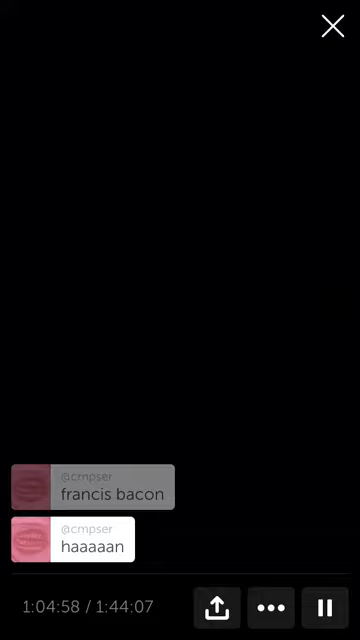 @cmpser
francis bacon
@cmpser
haaaaan
1:04:58 / 1:44:07